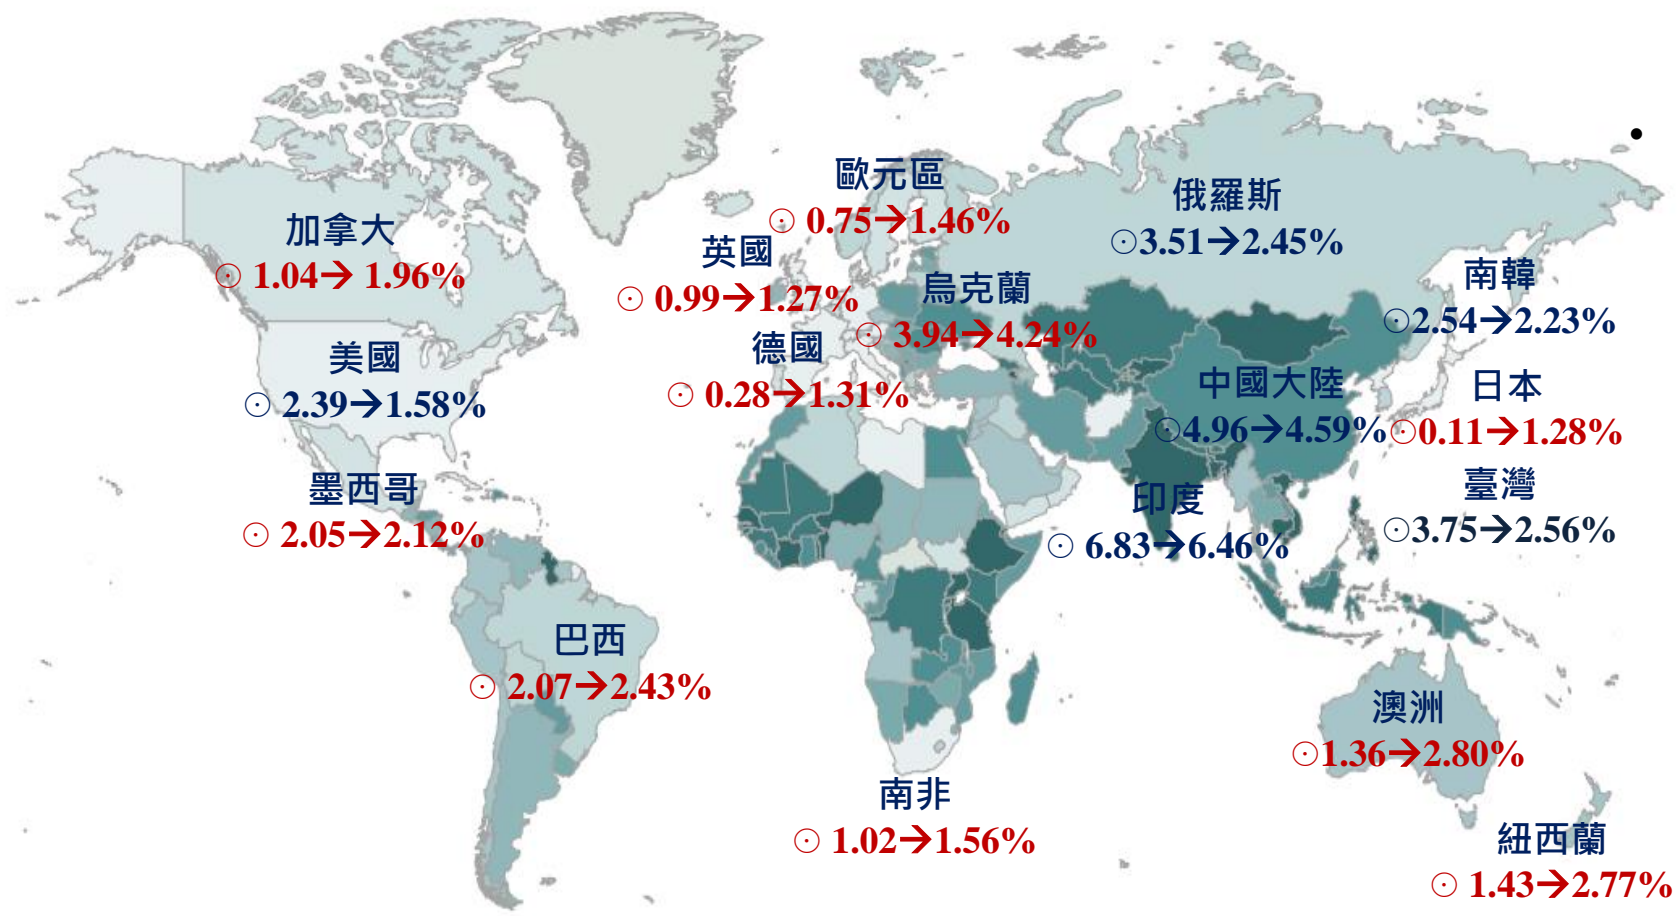 歐元區
⊙ 0.75→1.46%
俄羅斯
⊙3.51→2.45%
加拿大
⊙ 1.04→ 1.96%
英國
⊙ 0.99→1.27%
烏克蘭
⊙ 3.94→4.24%
南韓
⊙2.54→2.23%
美國
⊙ 2.39→1.58%
德國
⊙ 0.28→1.31%
中國大陸
⊙4.96→4.59%
日本
⊙0.11→1.28%
墨西哥
⊙ 2.05→2.12%
印度
⊙ 6.83→6.46%
臺灣
⊙3.75→2.56%
巴西
⊙ 2.07→2.43%
澳洲
⊙1.36→2.80%
南非
⊙ 1.02→1.56%
紐西蘭
⊙ 1.43→2.77%